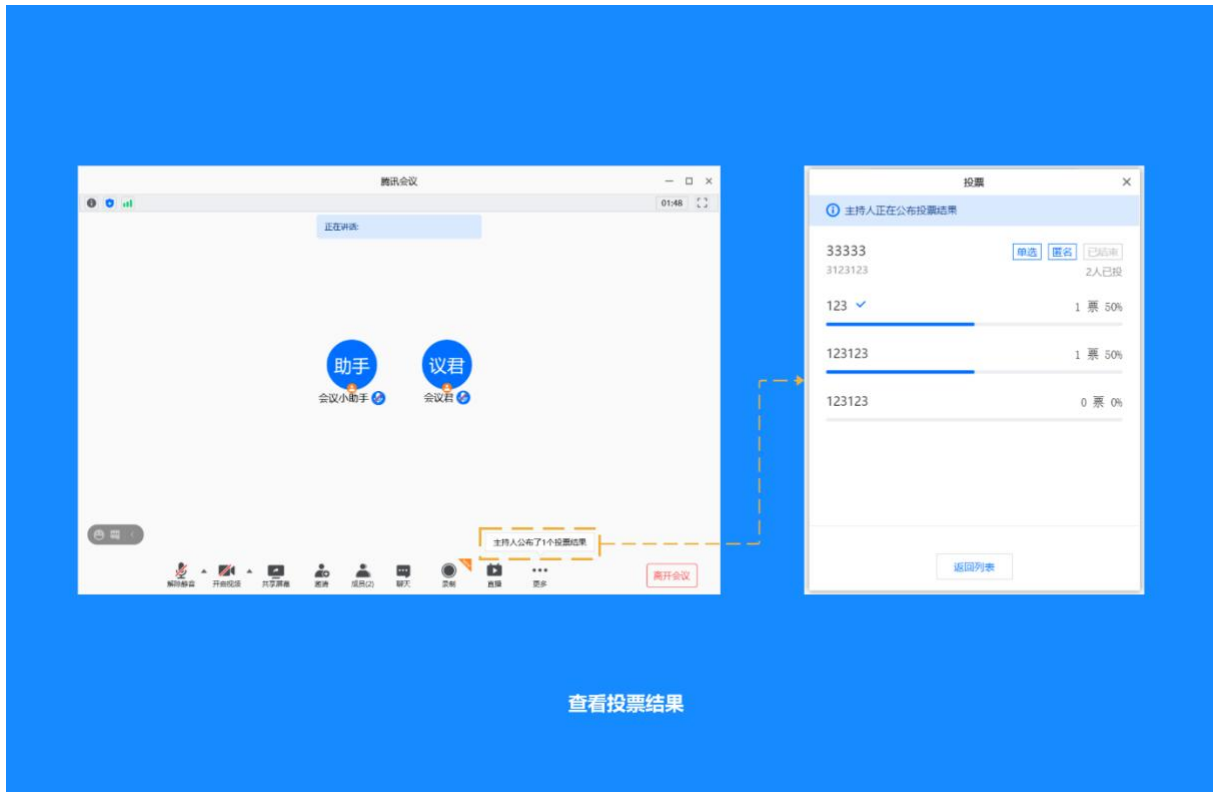 腾讯会议
01:48
正在讲话:
助手
议君
会议小助手
会议君
主持人公布了1个投票结果
解除静音
开启视频
共享屏幕
邀请
成员(2)
聊天
录制
直播
更多
离开会议
投票
主持人正在公布投票结果
33333 单选 匿名 已结束
3123123 2人已投
123 1 票 50%
123123 1 票 50%
123123 0 票 0%
返回列表
查看投票结果